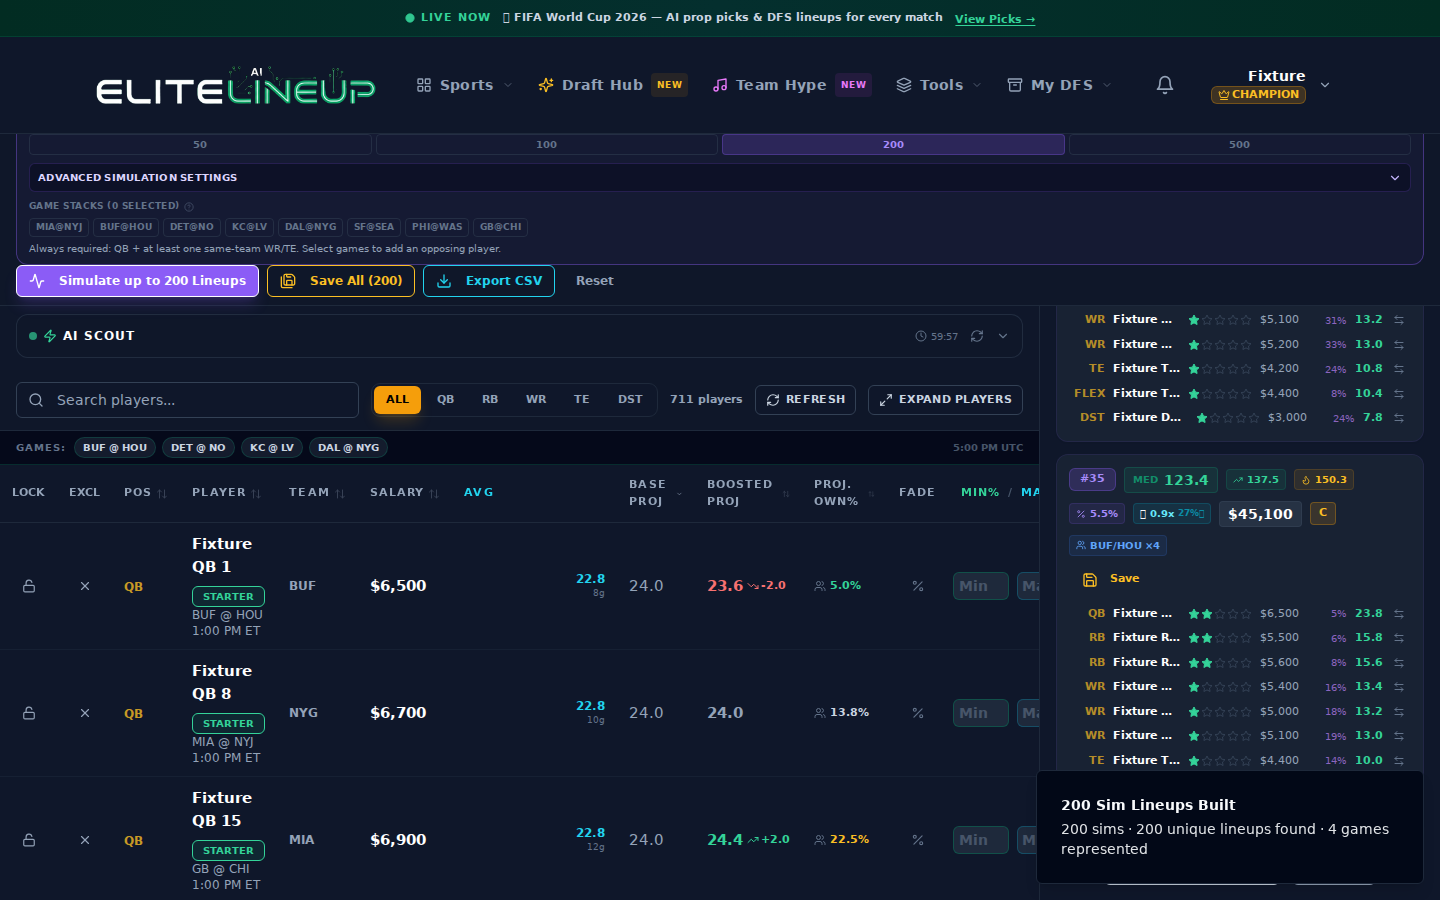 LIVE NOW FIFA World Cup 2026 — AI prop picks & DFS lineups for every match View Picks →
AI
ELITELINEUP
Sports
Draft Hub NEW
Team Hype NEW
Tools
My DFS
Fixture
CHAMPION
50 100 200 500
ADVANCED SIMULATION SETTINGS
GAME STACKS (0 SELECTED)
MIA@NYJ BUF@HOU DET@NO KC@LV DAL@NYG SF@SEA PHI@WAS GB@CHI
Always required: QB + at least one same-team WR/TE. Select games to add an opposing player.
Simulate up to 200 Lineups Save All (200) Export CSV Reset
AI SCOUT 59:57
Search players...
ALL QB RB WR TE DST 711 players REFRESH EXPAND PLAYERS
GAMES: BUF @ HOU DET @ NO KC @ LV DAL @ NYG 5:00 PM UTC
LOCK EXCL POS PLAYER TEAM SALARY AVG BASE PROJ BOOSTED PROJ PROJ. OWN% FADE MIN% / MA
Fixture
QB 1
QB STARTER BUF $6,500 22.8 24.0 23.6 -2.0 5.0% Min Ma
8g
BUF @ HOU
1:00 PM ET
Fixture
QB 8
QB STARTER NYG $6,700 22.8 24.0 24.0 13.8% Min Ma
10g
MIA @ NYJ
1:00 PM ET
Fixture
QB 15
QB STARTER MIA $6,900 22.8 24.0 24.4 +2.0 22.5% Min M
12g
GB @ CHI
1:00 PM ET
WR Fixture ... $5,100 31% 13.2
WR Fixture ... $5,200 33% 13.0
TE Fixture T... $4,200 24% 10.8
FLEX Fixture T... $4,400 8% 10.4
DST Fixture D... $3,000 24% 7.8
#35 MED 123.4 137.5 150.3
5.5% 0.9x 27% $45,100 C
BUF/HOU ×4
Save
QB Fixture ... $6,500 5% 23.8
RB Fixture R... $5,500 6% 15.8
RB Fixture R... $5,600 8% 15.6
WR Fixture ... $5,400 16% 13.4
WR Fixture ... $5,000 18% 13.2
WR Fixture ... $5,100 19% 13.0
TE Fixture T... $4,400 14% 10.0
200 Sim Lineups Built
200 sims · 200 unique lineups found · 4 games
represented